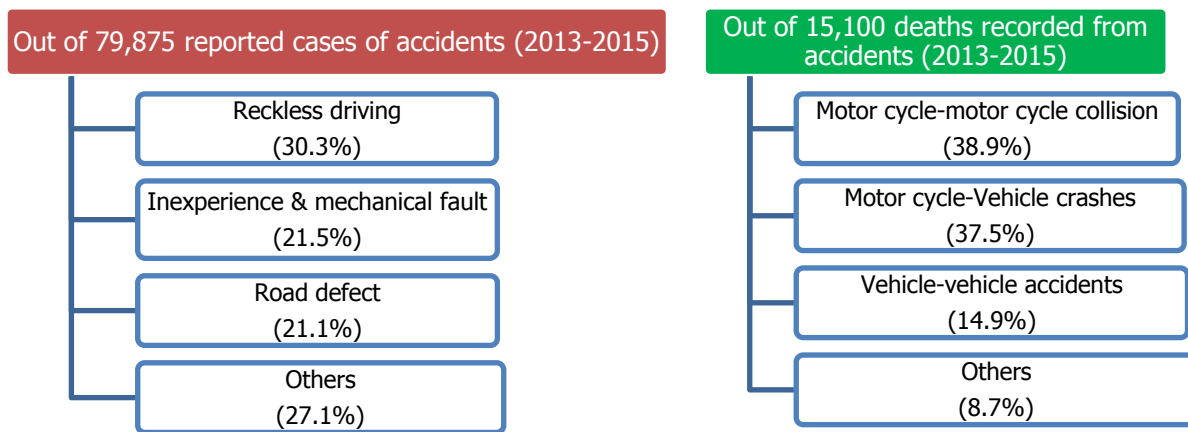 Out of 79,875 reported cases of accidents (2013-2015)
Reckless driving
(30.3%)
Inexperience & mechanical fault
(21.5%)
Road defect
(21.1%)
Others
(27.1%)
Out of 15,100 deaths recorded from
accidents (2013-2015)
Motor cycle-motor cycle collision
(38.9%)
Motor cycle-Vehicle crashes
(37.5%)
Vehicle-vehicle accidents
(14.9%)
Others
(8.7%)